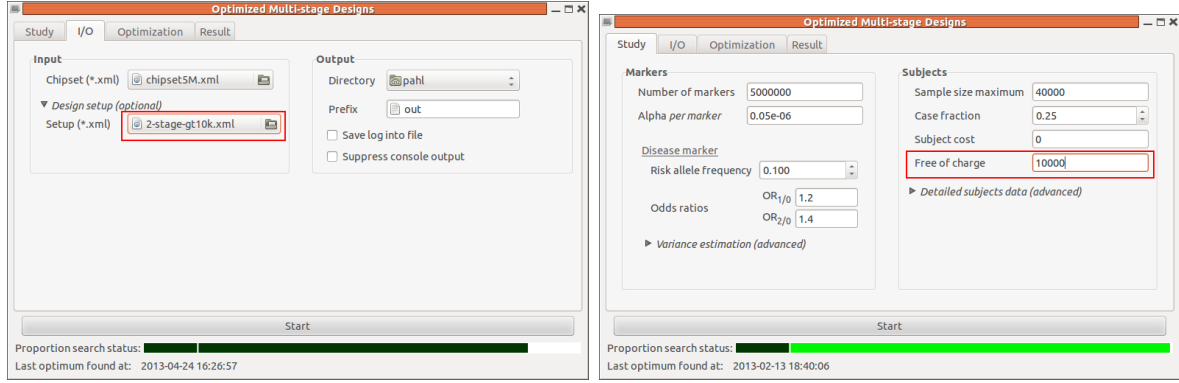 Optimized Multi-stage Designs
Study I/O Optimization Result
Input
Chipset (*.xml) chipset5M.xml
Design setup (optional)
Setup (*.xml) 2-stage-gt10k.xml
Output
Directory pahl
Prefix out
Save log into file
Suppress console output
Start
Proportion search status:
Last optimum found at: 2013-04-24 16:26:57
Optimized Multi-stage Designs
Study I/O Optimization Result
Markers
Number of markers 5000000
Alpha per marker 0.05e-06
Disease marker
Risk allele frequency 0.100
Odds ratios
OR1/0 1.2
OR2/0 1.4
Variance estimation (advanced)
Subjects
Sample size maximum 40000
Case fraction 0.25
Subject cost 0
Free of charge 10000
Detailed subjects data (advanced)
Start
Proportion search status:
Last optimum found at: 2013-02-13 18:40:06